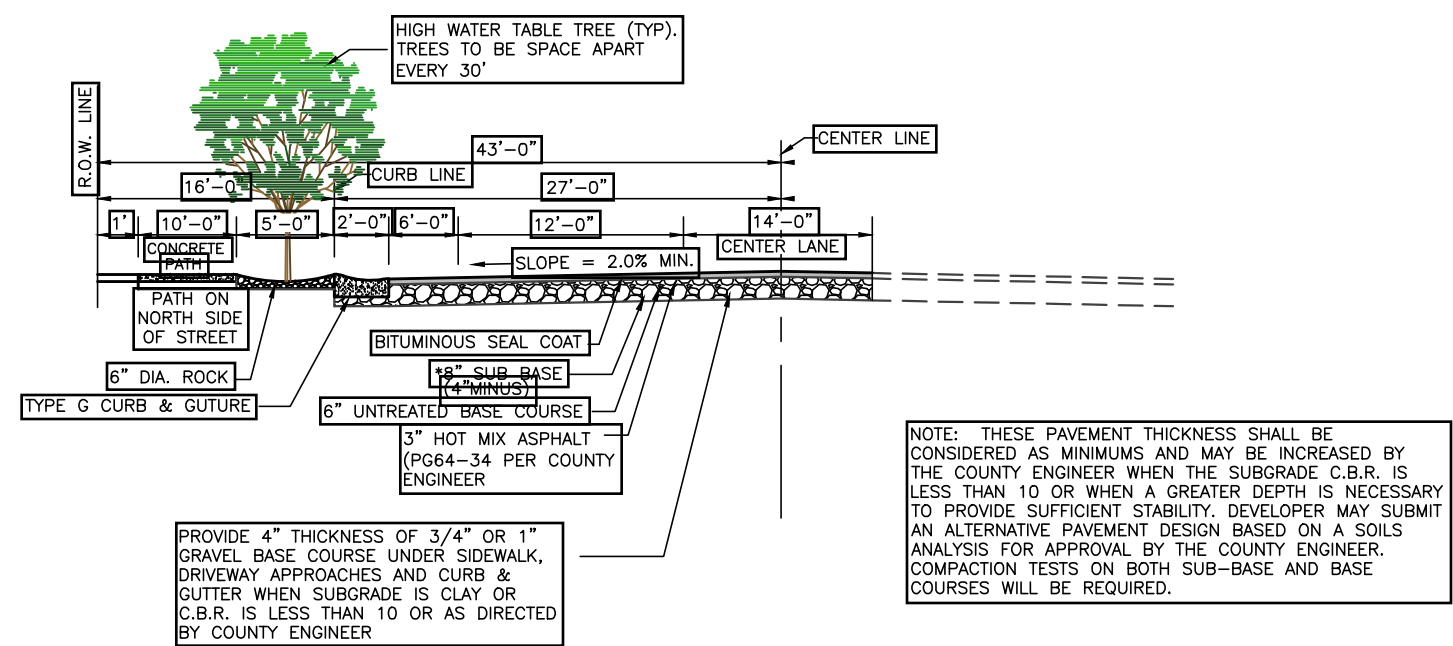 HIGH WATER TABLE TREE (TYP).
TREES TO BE SPACE APART
EVERY 30'
R.O.W. LINE
CENTER LINE
43'-0"
CURB LINE
16'-0"
27'-0"
1'
10'-0"
5'-0"
2'-0"
6'-0"
12'-0"
14'-0"
CENTER LANE
CONCRETE
PATH
SLOPE = 2.0% MIN.
PATH ON
NORTH SIDE
OF STREET
BITUMINOUS SEAL COAT
6" DIA. ROCK
*8" SUB BASE
(4"MINUS)
TYPE G CURB & GUTURE
6" UNTREATED BASE COURSE
3" HOT MIX ASPHALT
(PG64-34 PER COUNTY
ENGINEER
PROVIDE 4" THICKNESS OF 3/4" OR 1"
GRAVEL BASE COURSE UNDER SIDEWALK,
DRIVEWAY APPROACHES AND CURB &
GUTTER WHEN SUBGRADE IS CLAY OR
C.B.R. IS LESS THAN 10 OR AS DIRECTED
BY COUNTY ENGINEER
NOTE: THESE PAVEMENT THICKNESS SHALL BE
CONSIDERED AS MINIMUMS AND MAY BE INCREASED BY
THE COUNTY ENGINEER WHEN THE SUBGRADE C.B.R. IS
LESS THAN 10 OR WHEN A GREATER DEPTH IS NECESSARY
TO PROVIDE SUFFICIENT STABILITY. DEVELOPER MAY SUBMIT
AN ALTERNATIVE PAVEMENT DESIGN BASED ON A SOILS
ANALYSIS FOR APPROVAL BY THE COUNTY ENGINEER.
COMPACTION TESTS ON BOTH SUB-BASE AND BASE
COURSES WILL BE REQUIRED.